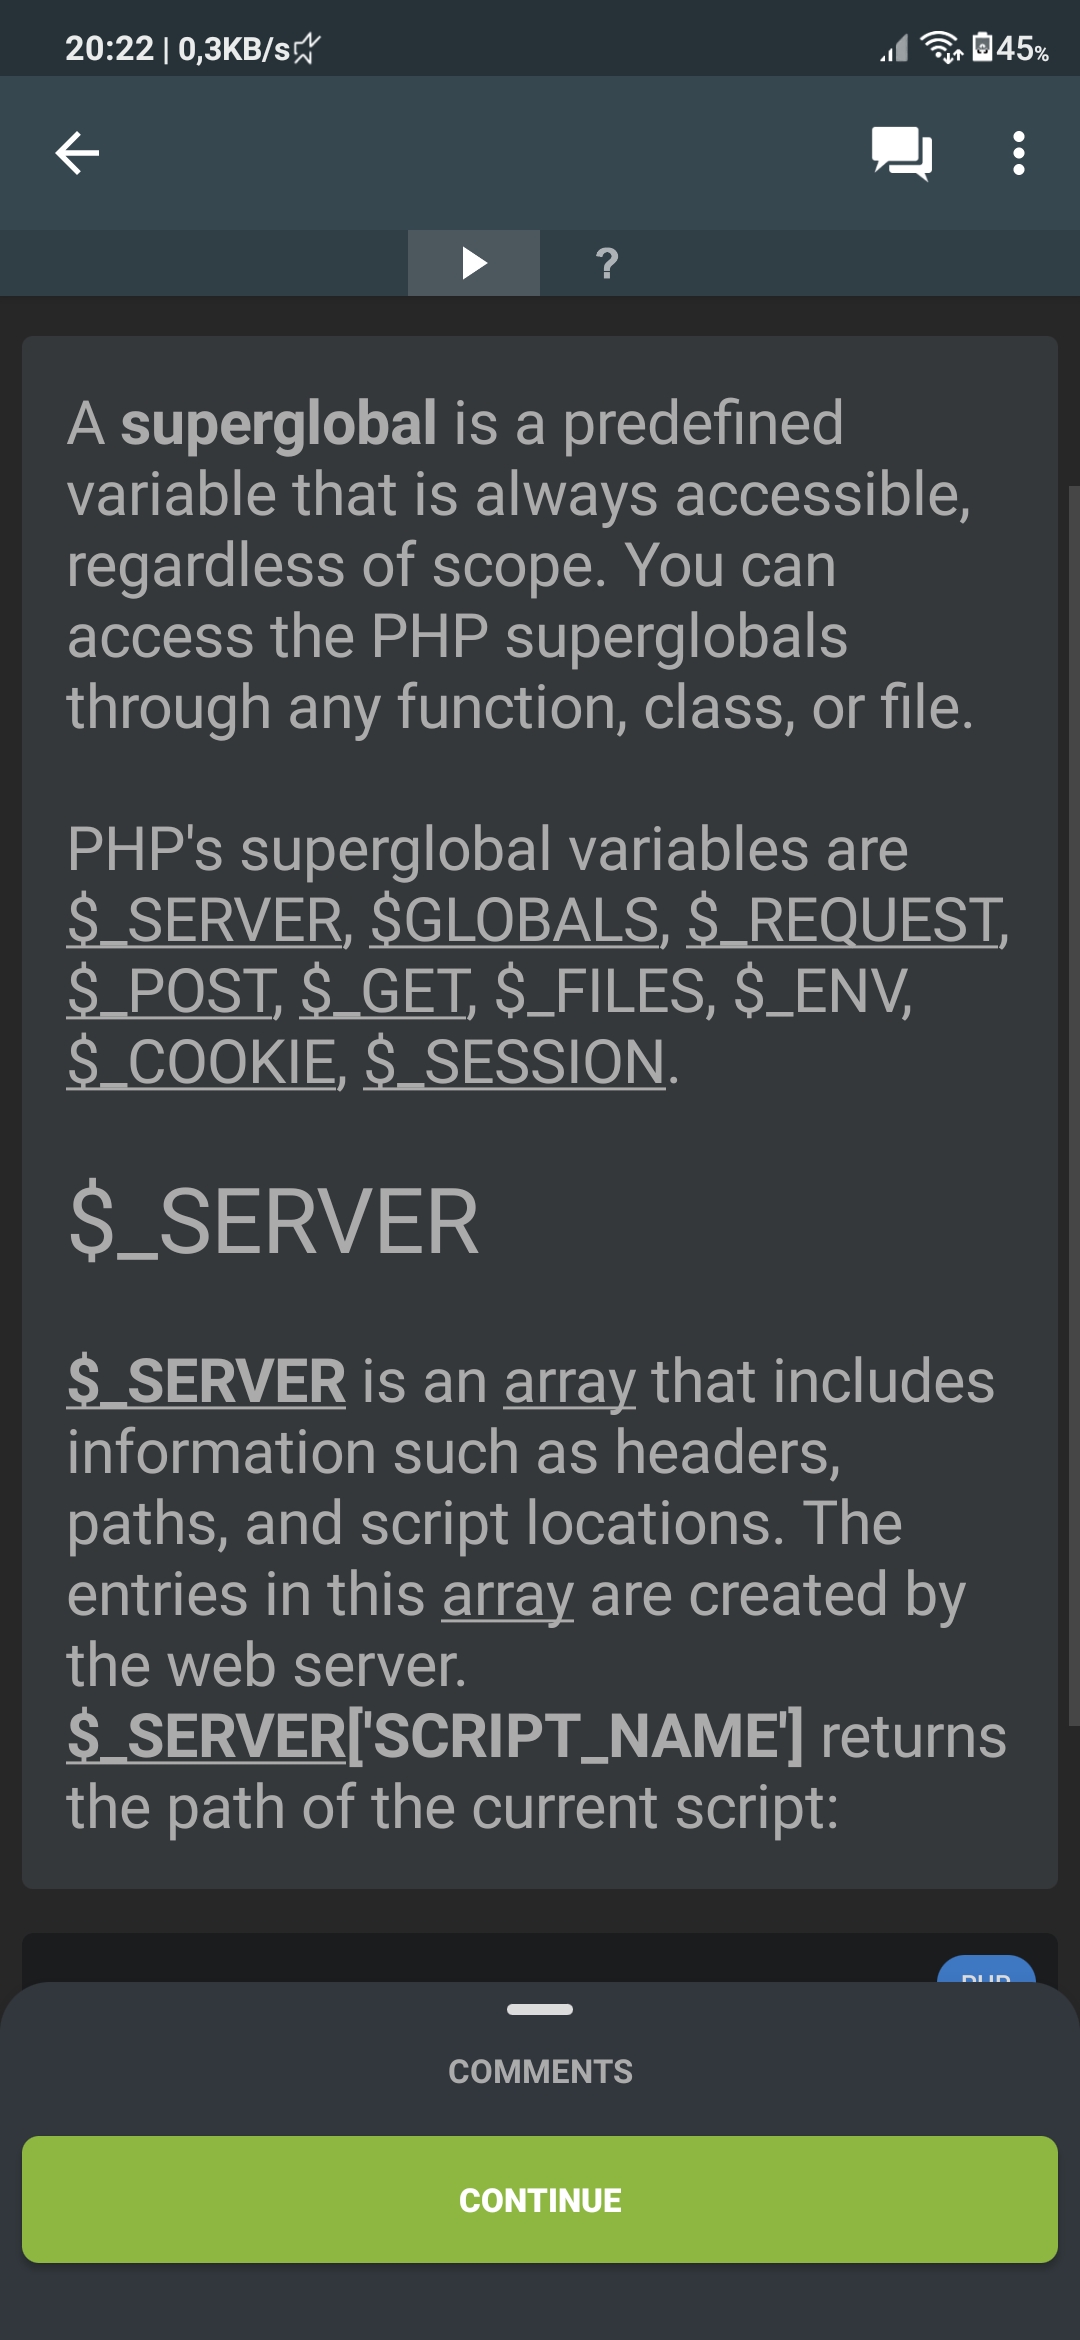 20:22 | 0,3KB/s
45%
?
A superglobal is a predefined
variable that is always accessible,
regardless of scope. You can
access the PHP superglobals
through any function, class, or file.
PHP's superglobal variables are
$_SERVER, $GLOBALS, $_REQUEST,
$_POST, $_GET, $_FILES, $_ENV,
$_COOKIE, $_SESSION.
$_SERVER
$_SERVER is an array that includes
information such as headers,
paths, and script locations. The
entries in this array are created by
the web server.
$_SERVER['SCRIPT_NAME'] returns
the path of the current script:
PHP
COMMENTS
CONTINUE